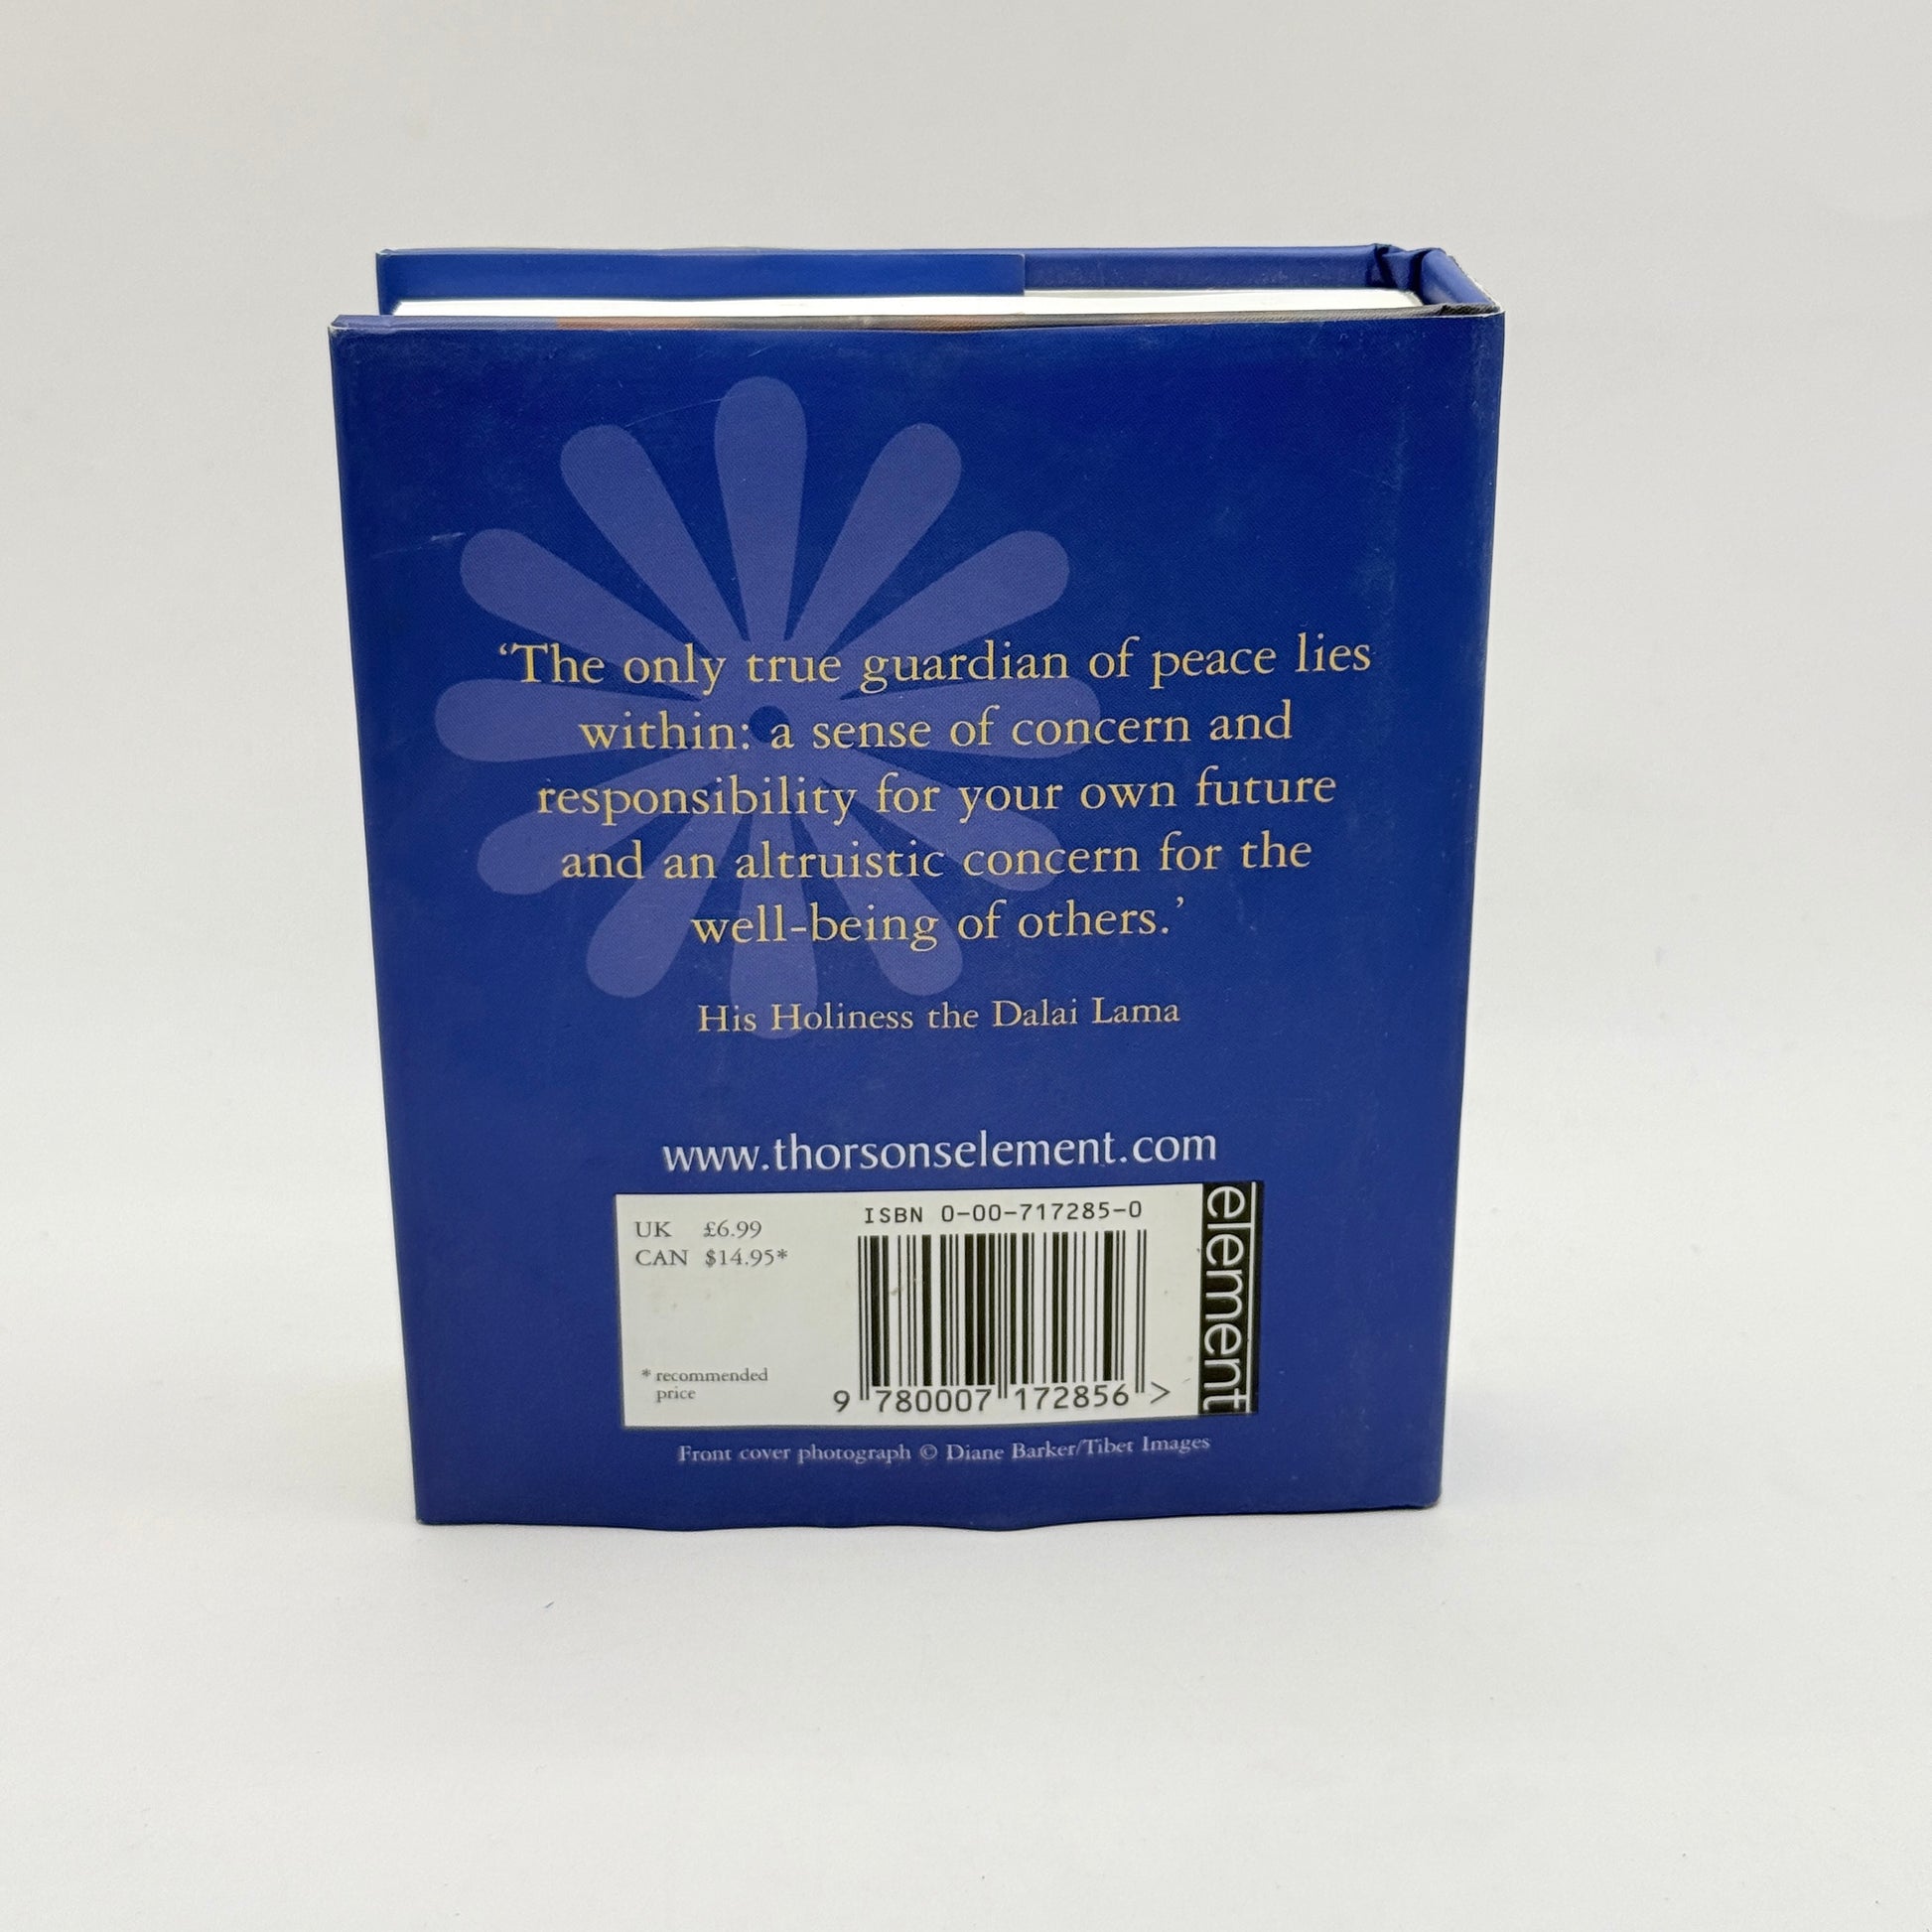 ‘The only true guardian of peace lies
within: a sense of concern and
responsibility for your own future
and an altruistic concern for the
well-being of others.’
His Holiness the Dalai Lama
www.thorsonselement.com
UK £6.99
CAN $14.95*
* recommended
price
ISBN 0-00-717285-0
9 780007 172856 >
element
Front cover photograph © Diane Barker/Tibet Images